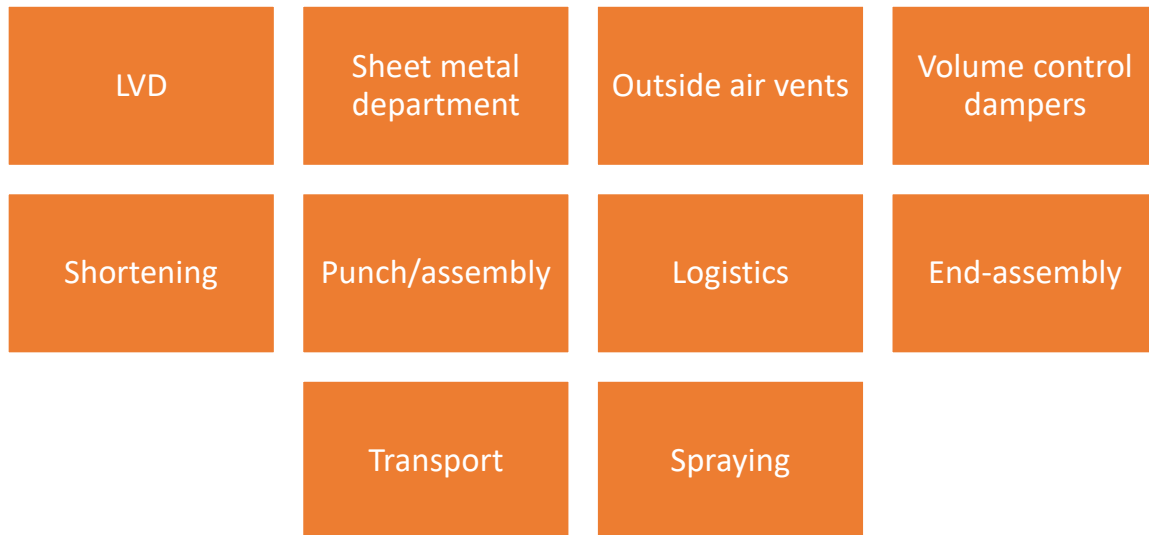 LVD
Sheet metal
department
Outside air vents
Volume control
dampers
Shortening
Punch/assembly
Logistics
End-assembly
Transport
Spraying